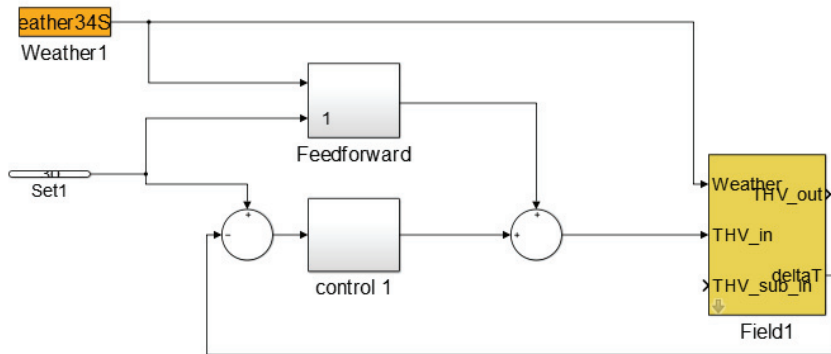 eather34S
Weather1
1
Feedforward
Set1
control 1
Weather
THV_out
THV_in
deltaT
THV_sub_in
Field1